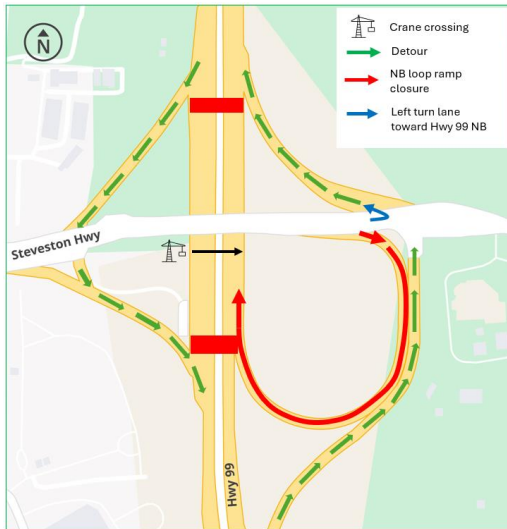 N
Crane crossing
Detour
NB loop ramp
closure
Left turn lane
toward Hwy 99 NB
Steveston Hwy
Hwy 99